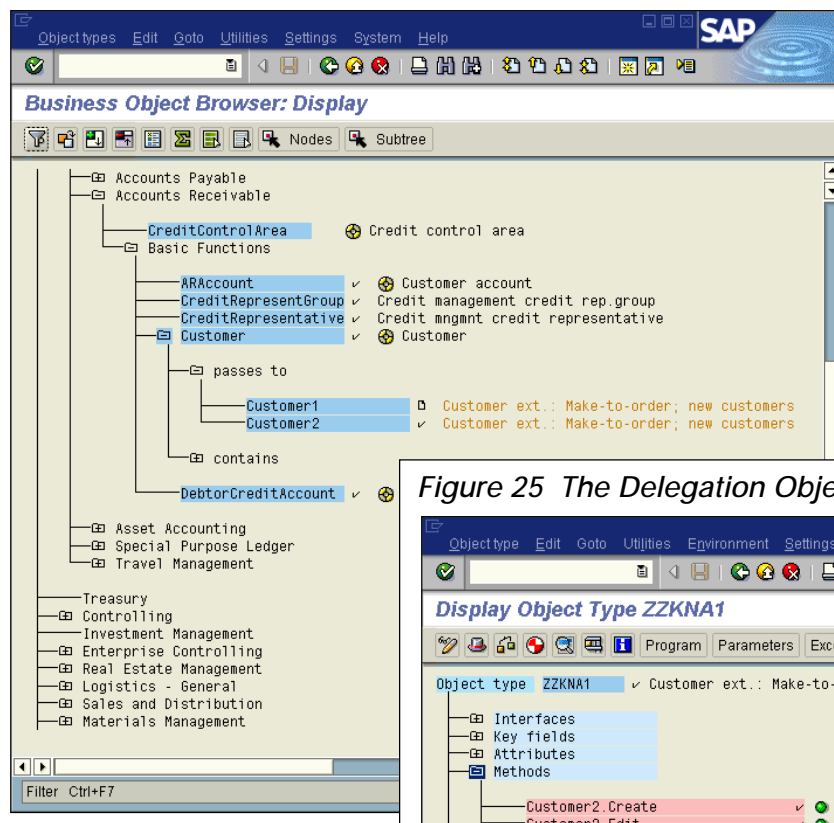 Object types Edit Goto Utilities Settings System Help
SAP
Business Object Browser: Display
Nodes Subtree
Accounts Payable
Accounts Receivable
CreditControlArea Credit control area
Basic Functions
ARAccount Customer account
CreditRepresentGroup Credit management credit rep.group
CreditRepresentative Credit mngmnt credit representative
Customer Customer
passes to
Customer1 Customer ext.: Make-to-order; new customers
Customer2 Customer ext.: Make-to-order; new customers
contains
DebtorCreditAccount
Asset Accounting
Special Purpose Ledger
Travel Management
Treasury
Controlling
Investment Management
Enterprise Controlling
Real Estate Management
Logistics - General
Sales and Distribution
Materials Management
Filter Ctrl+F7
Figure 25 The Delegation Obje
Object type Edit Goto Utilities Environment Settings
Display Object Type ZZKNA1
Program Parameters Exc
Object type ZZKNA1 Customer ext.: Make-to-
Interfaces
Key fields
Attributes
Methods
Customer2.Create
Customer2.Edit